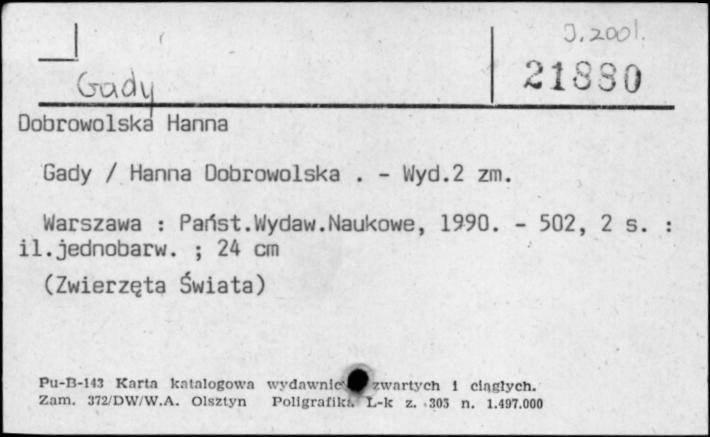 J.2001.
21880
Gady
Dobrowolska Hanna
Gady / Hanna Dobrowolska . - Wyd.2 zm.
Warszawa : Państ.Wydaw.Naukowe, 1990. - 502, 2 s. :
il.jednobarw. ; 24 cm
(Zwierzęta Świata)
Pu-B-143 Karta katalogowa wydawnic zwartych i ciągłych.
Zam. 372/DW/W.A. Olsztyn Poligrafika L-k z. 303 n. 1.497.000